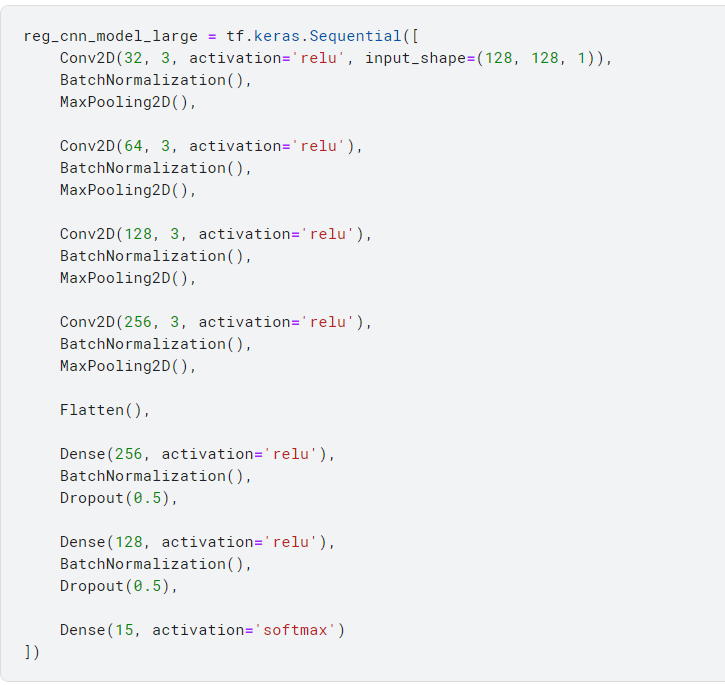 reg_cnn_model_large = tf.keras.Sequential([
    Conv2D(32, 3, activation='relu', input_shape=(128, 128, 1)),
    BatchNormalization(),
    MaxPooling2D(),

    Conv2D(64, 3, activation='relu'),
    BatchNormalization(),
    MaxPooling2D(),

    Conv2D(128, 3, activation='relu'),
    BatchNormalization(),
    MaxPooling2D(),

    Conv2D(256, 3, activation='relu'),
    BatchNormalization(),
    MaxPooling2D(),

    Flatten(),

    Dense(256, activation='relu'),
    BatchNormalization(),
    Dropout(0.5),

    Dense(128, activation='relu'),
    BatchNormalization(),
    Dropout(0.5),

    Dense(15, activation='softmax')
])